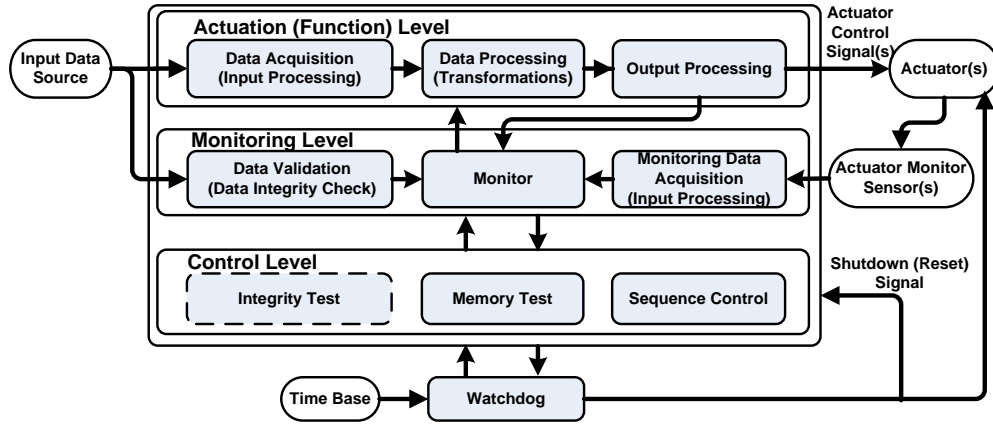 Actuation (Function) Level
Actuator
Control
Signal(s)
Input Data
Source
Data Acquisition
(Input Processing)
Data Processing
(Transformations)
Output Processing
Actuator(s)
Monitoring Level
Data Validation
(Data Integrity Check)
Monitor
Monitoring Data
Acquisition
(Input Processing)
Actuator Monitor
Sensor(s)
Control Level
Integrity Test
Memory Test
Sequence Control
Shutdown (Reset)
Signal
Time Base
Watchdog